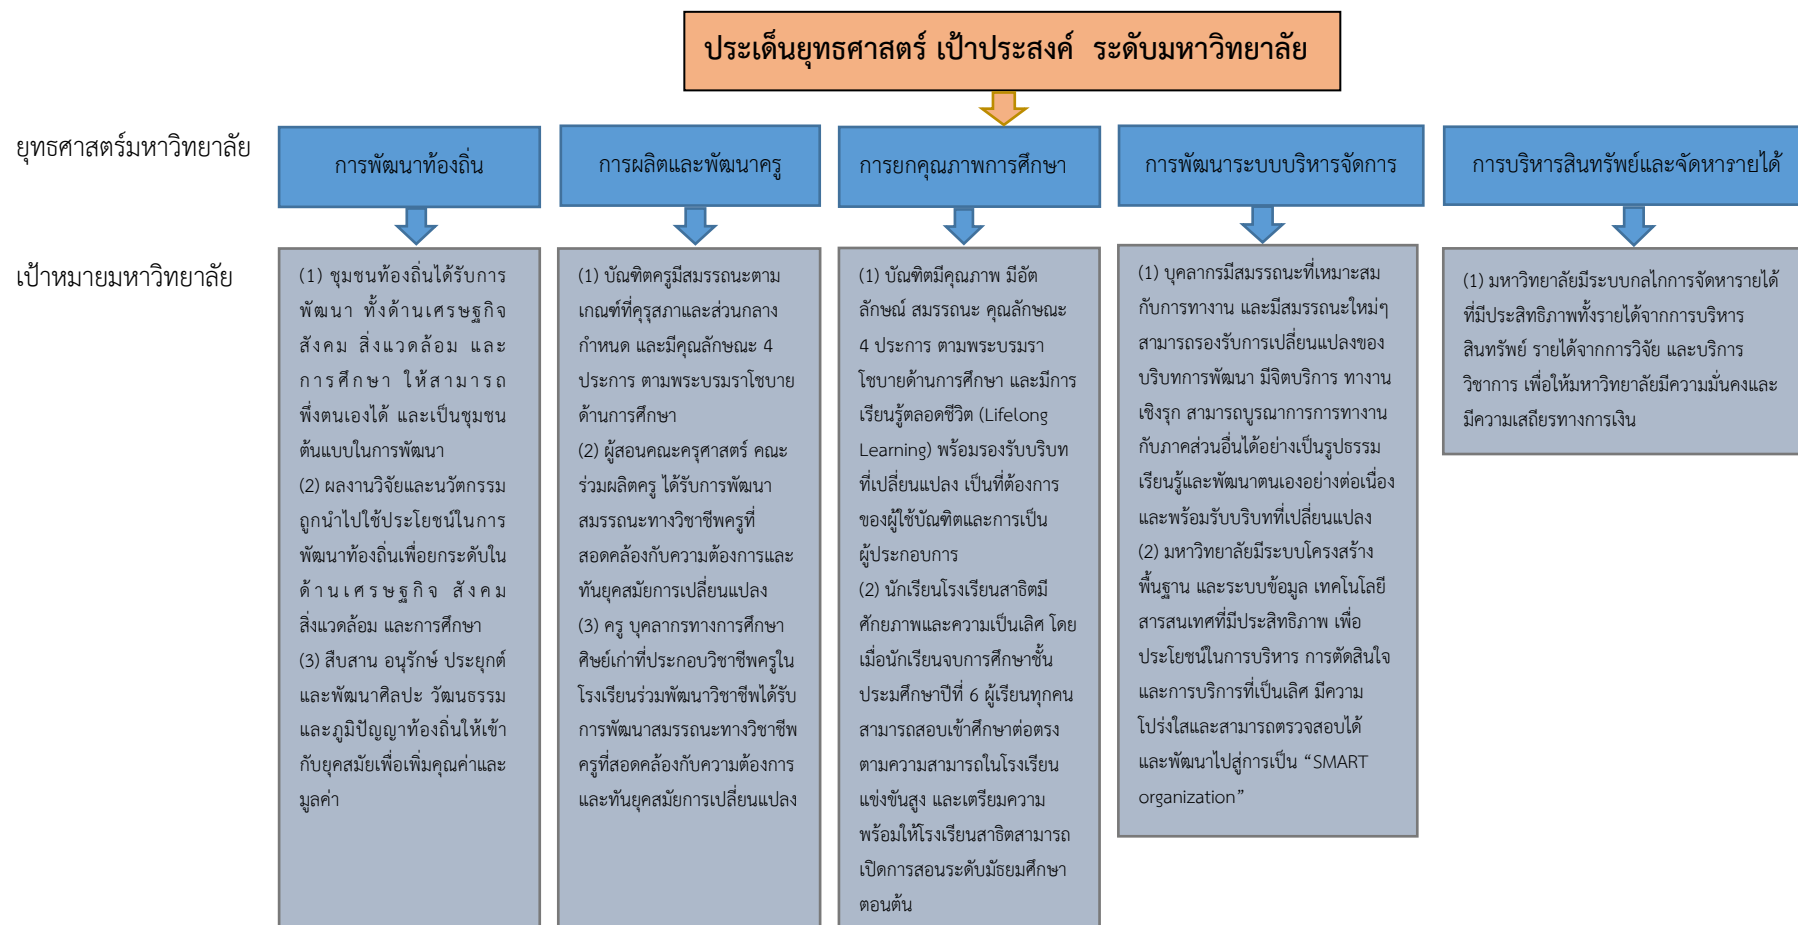 ประเด็นยุทธศาสตร์ เป้าประสงค์  ระดับมหาวิทยาลัย
ยุทธศาสตร์มหาวิทยาลัย
การพัฒนาท้องถิ่น
การผลิตและพัฒนาครู
การยกคุณภาพการศึกษา
การพัฒนาระบบบริหารจัดการ
การบริหารสินทรัพย์และจัดหารายได้
เป้าหมายมหาวิทยาลัย
(1) ชุมชนท้องถิ่นได้รับการ
พัฒนา ทั้งด้านเศรษฐกิจ
สังคม สิ่งแวดล้อม และ
การศึกษา ให้สามารถ
พึ่งตนเองได้ และเป็นชุมชน
ต้นแบบในการพัฒนา
(2) ผลงานวิจัยและนวัตกรรม
ถูกนำไปใช้ประโยชน์ในการ
พัฒนาท้องถิ่นเพื่อยกระดับใน
ด้านเศรษฐกิจ สังคม
สิ่งแวดล้อม และการศึกษา
(3) สืบสาน อนุรักษ์ ประยุกต์
และพัฒนาศิลปะ วัฒนธรรม
และภูมิปัญญาท้องถิ่นให้เข้า
กับยุคสมัยเพื่อเพิ่มคุณค่าและ
มูลค่า
(1) บัณฑิตครูมีสมรรถนะตาม
เกณฑ์ที่คุรุสภาและส่วนกลาง
กำหนด และมีคุณลักษณะ 4
ประการ ตามพระบรมราโชบาย
ด้านการศึกษา
(2) ผู้สอนคณะครุศาสตร์ คณะ
ร่วมผลิตครู ได้รับการพัฒนา
สมรรถนะทางวิชาชีพครูที่
สอดคล้องกับความต้องการและ
ทันยุคสมัยการเปลี่ยนแปลง
(3) ครู บุคลากรทางการศึกษา
ศิษย์เก่าที่ประกอบวิชาชีพครูใน
โรงเรียนร่วมพัฒนาวิชาชีพได้รับ
การพัฒนาสมรรถนะทางวิชาชีพ
ครูที่สอดคล้องกับความต้องการ
และทันยุคสมัยการเปลี่ยนแปลง
(1) บัณฑิตมีคุณภาพ มีอัต
ลักษณ์ สมรรถนะ คุณลักษณะ
4 ประการ ตามพระบรมรา
โชบายด้านการศึกษา และมีการ
เรียนรู้ตลอดชีวิต (Lifelong
Learning) พร้อมรองรับบริบท
ที่เปลี่ยนแปลง เป็นที่ต้องการ
ของผู้ใช้บัณฑิตและการเป็น
ผู้ประกอบการ
(2) นักเรียนโรงเรียนสาธิตมี
ศักยภาพและความเป็นเลิศ โดย
เมื่อนักเรียนจบการศึกษาชั้น
ประมศึกษาปีที่ 6 ผู้เรียนทุกคน
สามารถสอบเข้าศึกษาต่อตรง
ตามความสามารถในโรงเรียน
แข่งขันสูง และเตรียมความ
พร้อมให้โรงเรียนสาธิตสามารถ
เปิดการสอนระดับมัธยมศึกษา
ตอนต้น
(1) บุคลากรมีสมรรถนะที่เหมาะสม
กับการทางาน และมีสมรรถนะใหม่ๆ
สามารถรองรับการเปลี่ยนแปลงของ
บริบทการพัฒนา มีจิตบริการ ทางาน
เชิงรุก สามารถบูรณาการการทางาน
กับภาคส่วนอื่นได้อย่างเป็นรูปธรรม
เรียนรู้และพัฒนาตนเองอย่างต่อเนื่อง
และพร้อมรับบริบทที่เปลี่ยนแปลง
(2) มหาวิทยาลัยมีระบบโครงสร้าง
พื้นฐาน และระบบข้อมูล เทคโนโลยี
สารสนเทศที่มีประสิทธิภาพ เพื่อ
ประโยชน์ในการบริหาร การตัดสินใจ
และการบริการที่เป็นเลิศ มีความ
โปร่งใสและสามารถตรวจสอบได้
และพัฒนาไปสู่การเป็น “SMART
organization”
(1) มหาวิทยาลัยมีระบบกลไกการจัดหารายได้
ที่มีประสิทธิภาพทั้งรายได้จากการบริหาร
สินทรัพย์ รายได้จากการวิจัย และบริการ
วิชาการ เพื่อให้มหาวิทยาลัยมีความมั่นคงและ
มีความเสถียรทางการเงิน